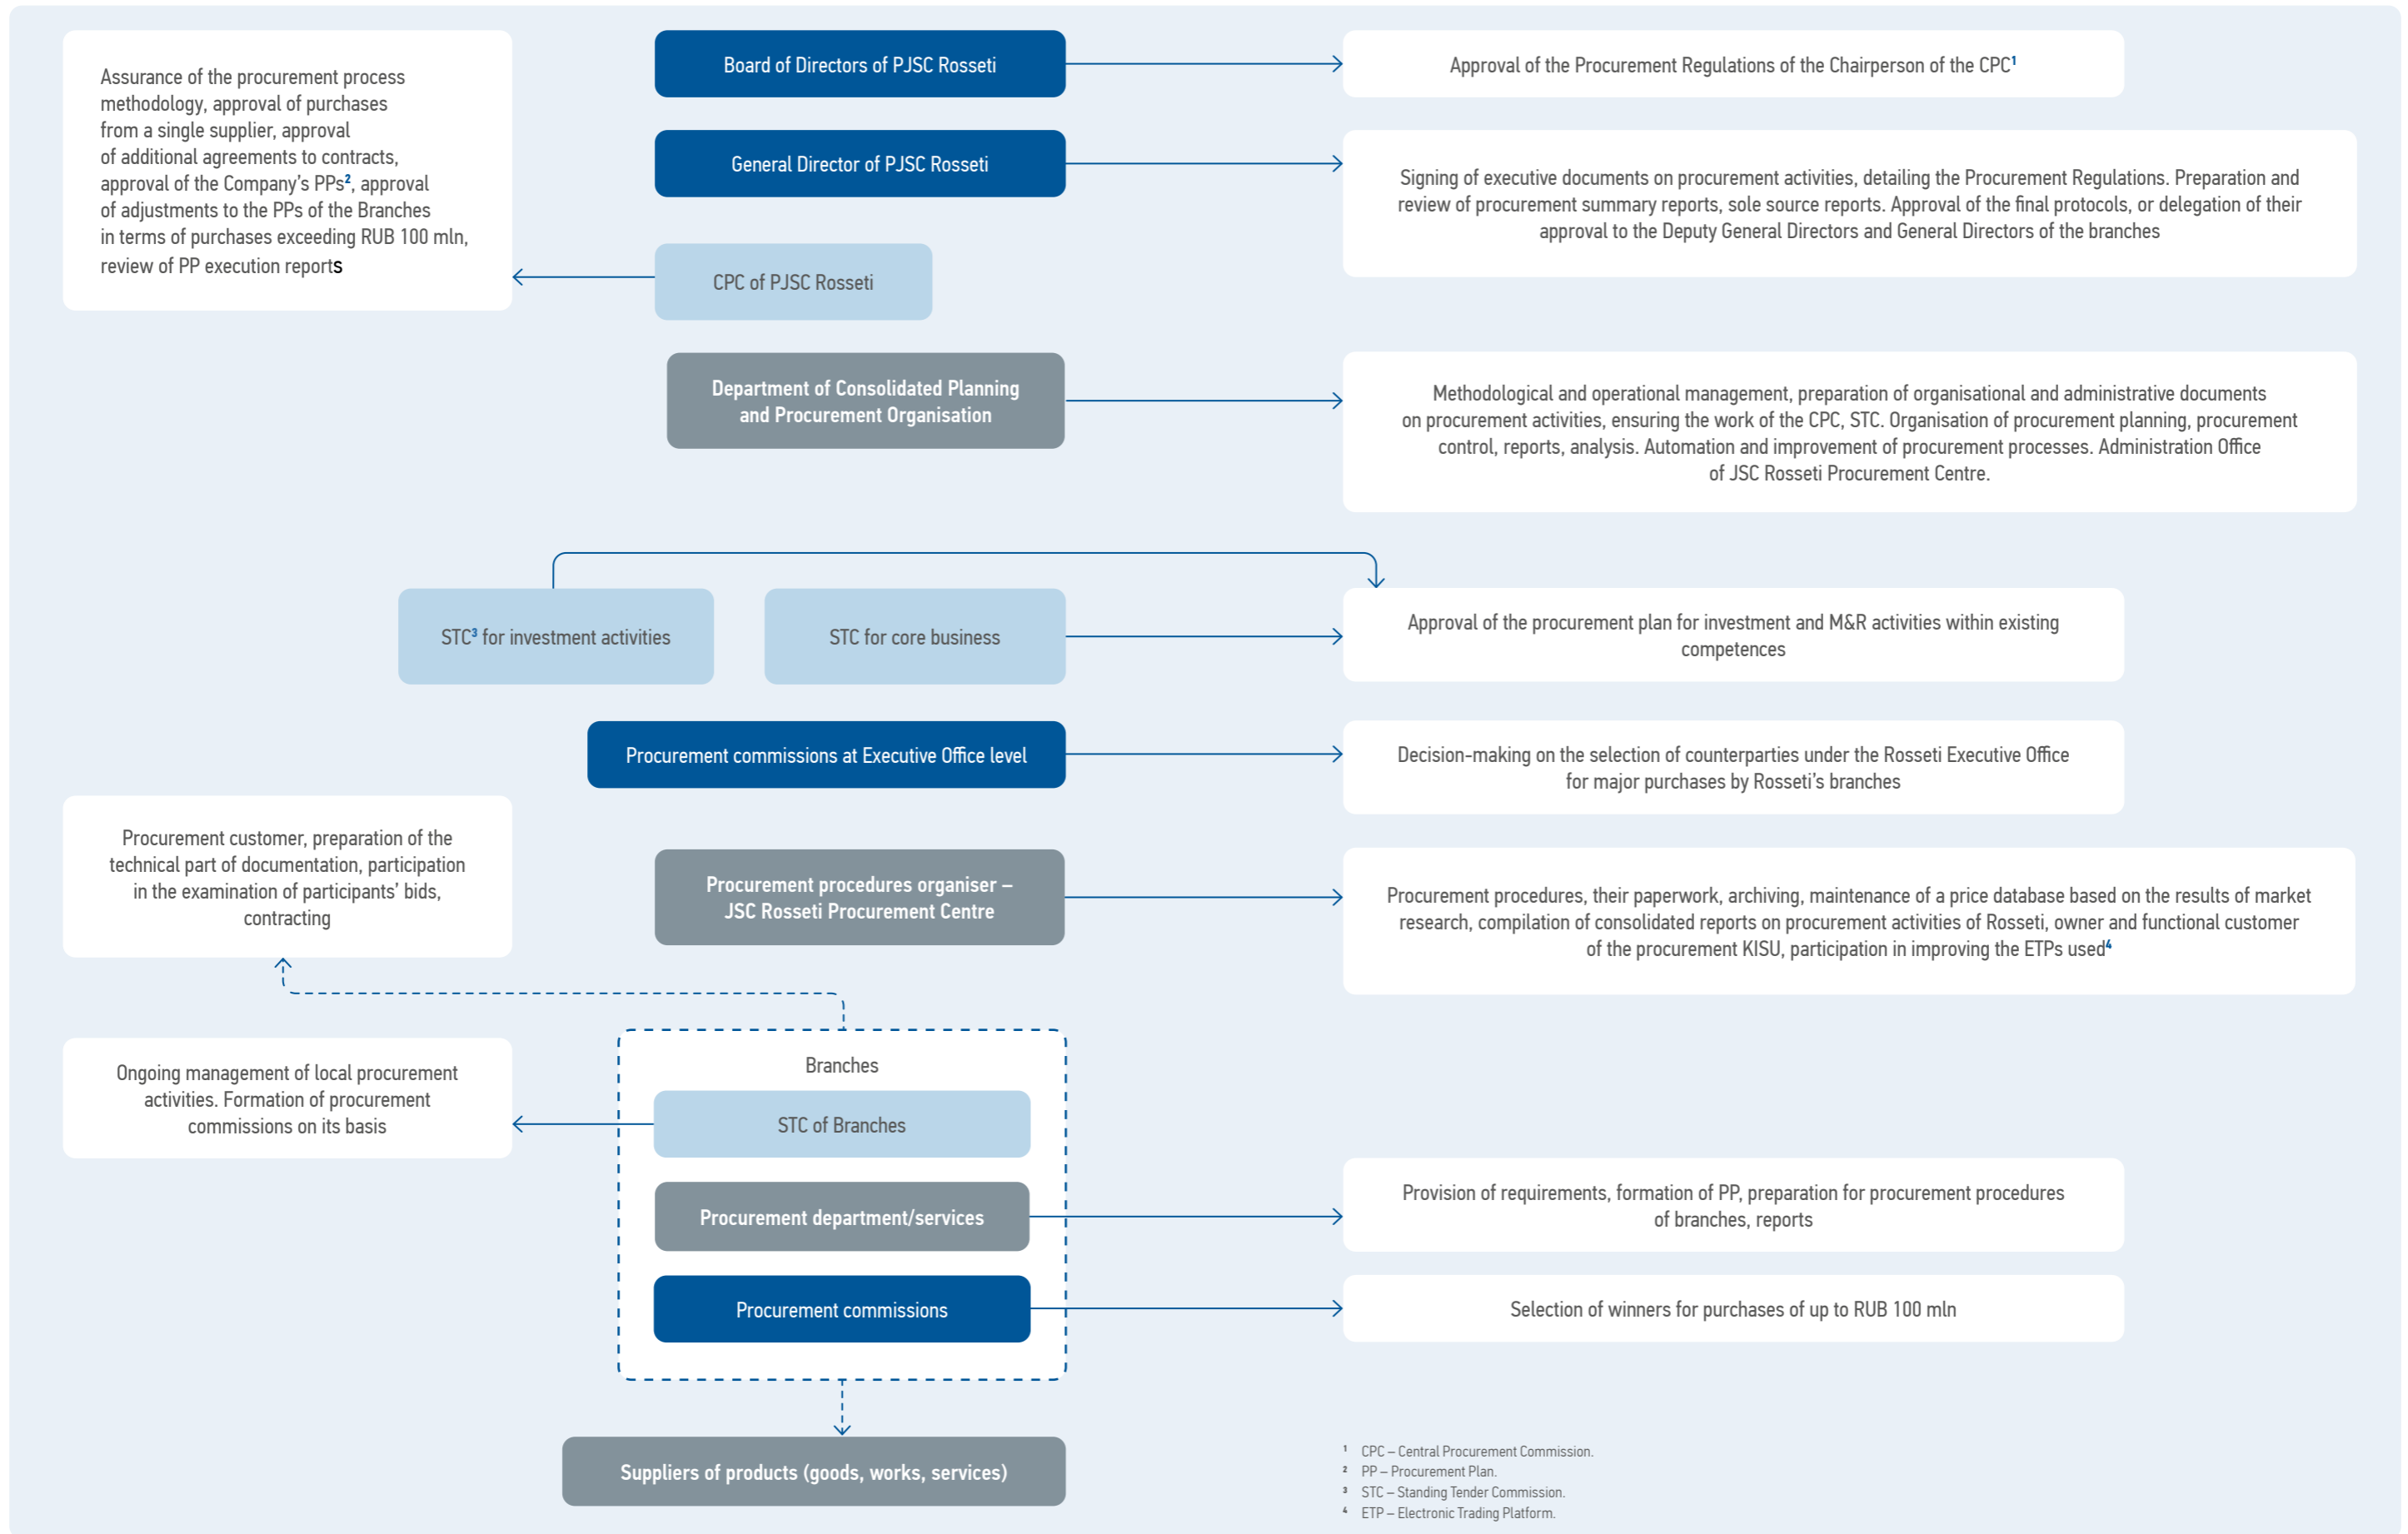 Assurance of the procurement process
methodology, approval of purchases
from a single supplier, approval
of additional agreements to contracts,
approval of the Company's PPs², approval
of adjustments to the PPs of the Branches
in terms of purchases exceeding RUB 100 mln,
review of PP execution reports
Board of Directors of PJSC Rosseti
Approval of the Procurement Regulations of the Chairperson of the CPC¹
General Director of PJSC Rosseti
Signing of executive documents on procurement activities, detailing the Procurement Regulations. Preparation and
review of procurement summary reports, sole source reports. Approval of the final protocols, or delegation of their
approval to the Deputy General Directors and General Directors of the branches
CPC of PJSC Rosseti
Department of Consolidated Planning
and Procurement Organisation
Methodological and operational management, preparation of organisational and administrative documents
on procurement activities, ensuring the work of the CPC, STC. Organisation of procurement planning, procurement
control, reports, analysis. Automation and improvement of procurement processes. Administration Office
of JSC Rosseti Procurement Centre.
STC³ for investment activities
STC for core business
Approval of the procurement plan for investment and M&R activities within existing
competences
Procurement commissions at Executive Office level
Decision-making on the selection of counterparties under the Rosseti Executive Office
for major purchases by Rosseti's branches
Procurement customer, preparation of the
technical part of documentation, participation
in the examination of participants' bids,
contracting
Procurement procedures organiser –
JSC Rosseti Procurement Centre
Procurement procedures, their paperwork, archiving, maintenance of a price database based on the results of market
research, compilation of consolidated reports on procurement activities of Rosseti, owner and functional customer
of the procurement KISU, participation in improving the ETPs used⁴
Branches
Ongoing management of local procurement
activities. Formation of procurement
commissions on its basis
STC of Branches
Procurement department/services
Provision of requirements, formation of PP, preparation for procurement procedures
of branches, reports
Procurement commissions
Selection of winners for purchases of up to RUB 100 mln
Suppliers of products (goods, works, services)
¹ CPC – Central Procurement Commission.
² PP – Procurement Plan.
³ STC – Standing Tender Commission.
⁴ ETP – Electronic Trading Platform.